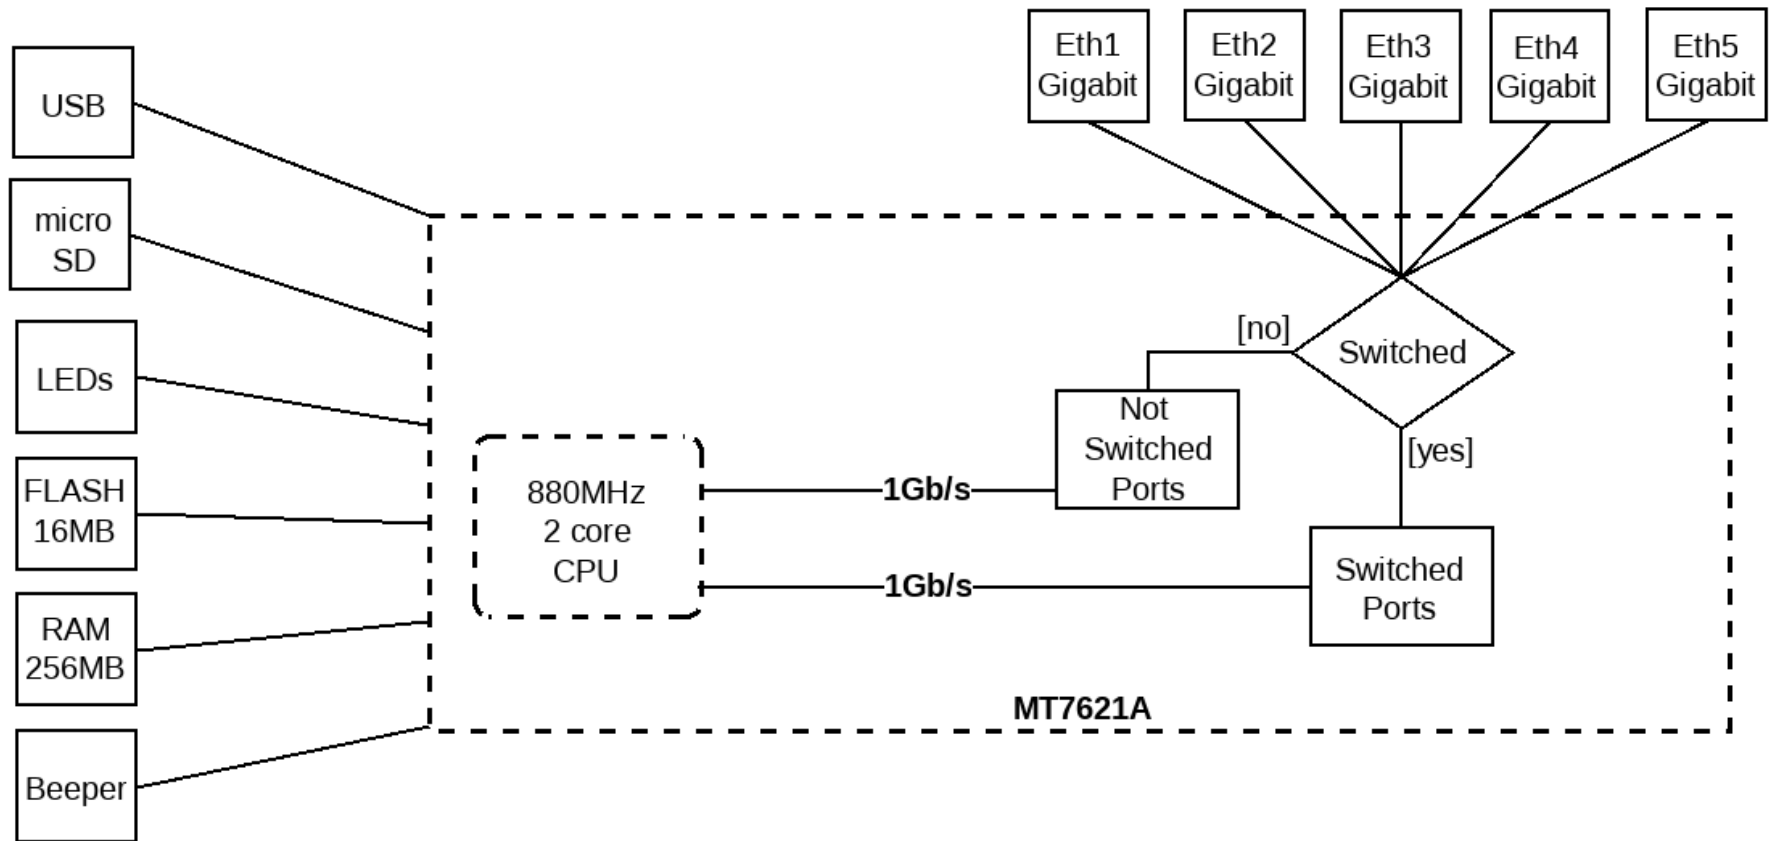 Eth1
Gigabit
Eth2
Gigabit
Eth3
Gigabit
Eth4
Gigabit
Eth5
Gigabit
USB
micro
SD
LEDs
FLASH
16MB
RAM
256MB
Beeper
[no]
Switched
[yes]
Not
Switched
Ports
1Gb/s
880MHz
2 core
CPU
1Gb/s
Switched
Ports
MT7621A